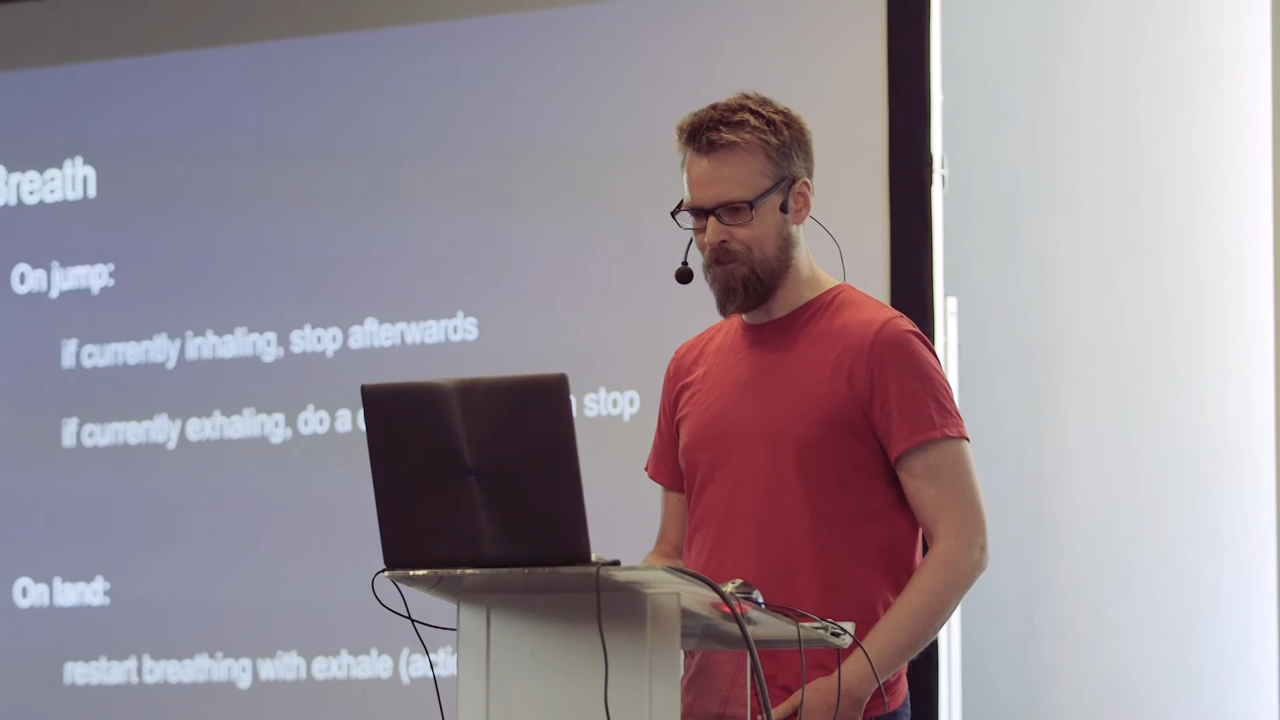 Breath
On jump:
if currently inhaling, stop afterwards
if currently exhaling, do a stop
On land:
restart breathing with exhale